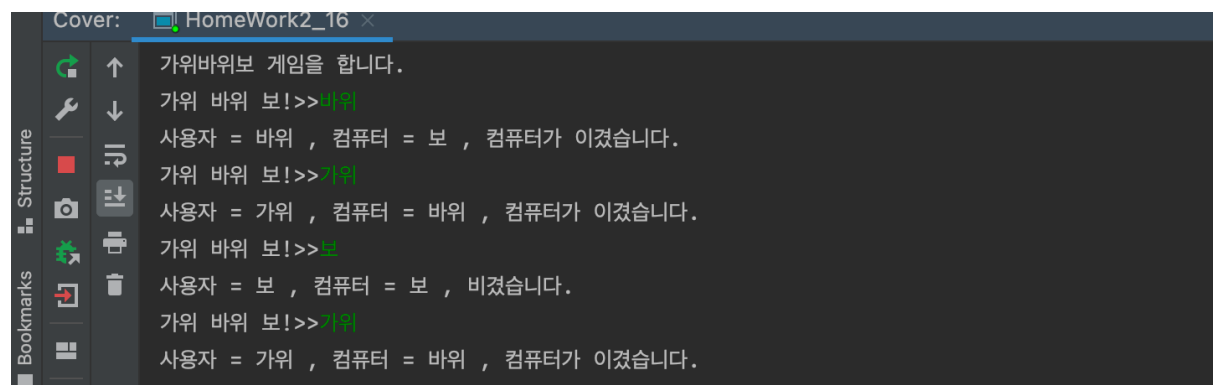 Cover: HomeWork2_16
Structure
Bookmarks
가위바위보 게임을 합니다.
가위 바위 보!>>바위
사용자 = 바위 , 컴퓨터 = 보 , 컴퓨터가 이겼습니다.
가위 바위 보!>>가위
사용자 = 가위 , 컴퓨터 = 바위 , 컴퓨터가 이겼습니다.
가위 바위 보!>>보
사용자 = 보 , 컴퓨터 = 보 , 비겼습니다.
가위 바위 보!>>가위
사용자 = 가위 , 컴퓨터 = 바위 , 컴퓨터가 이겼습니다.